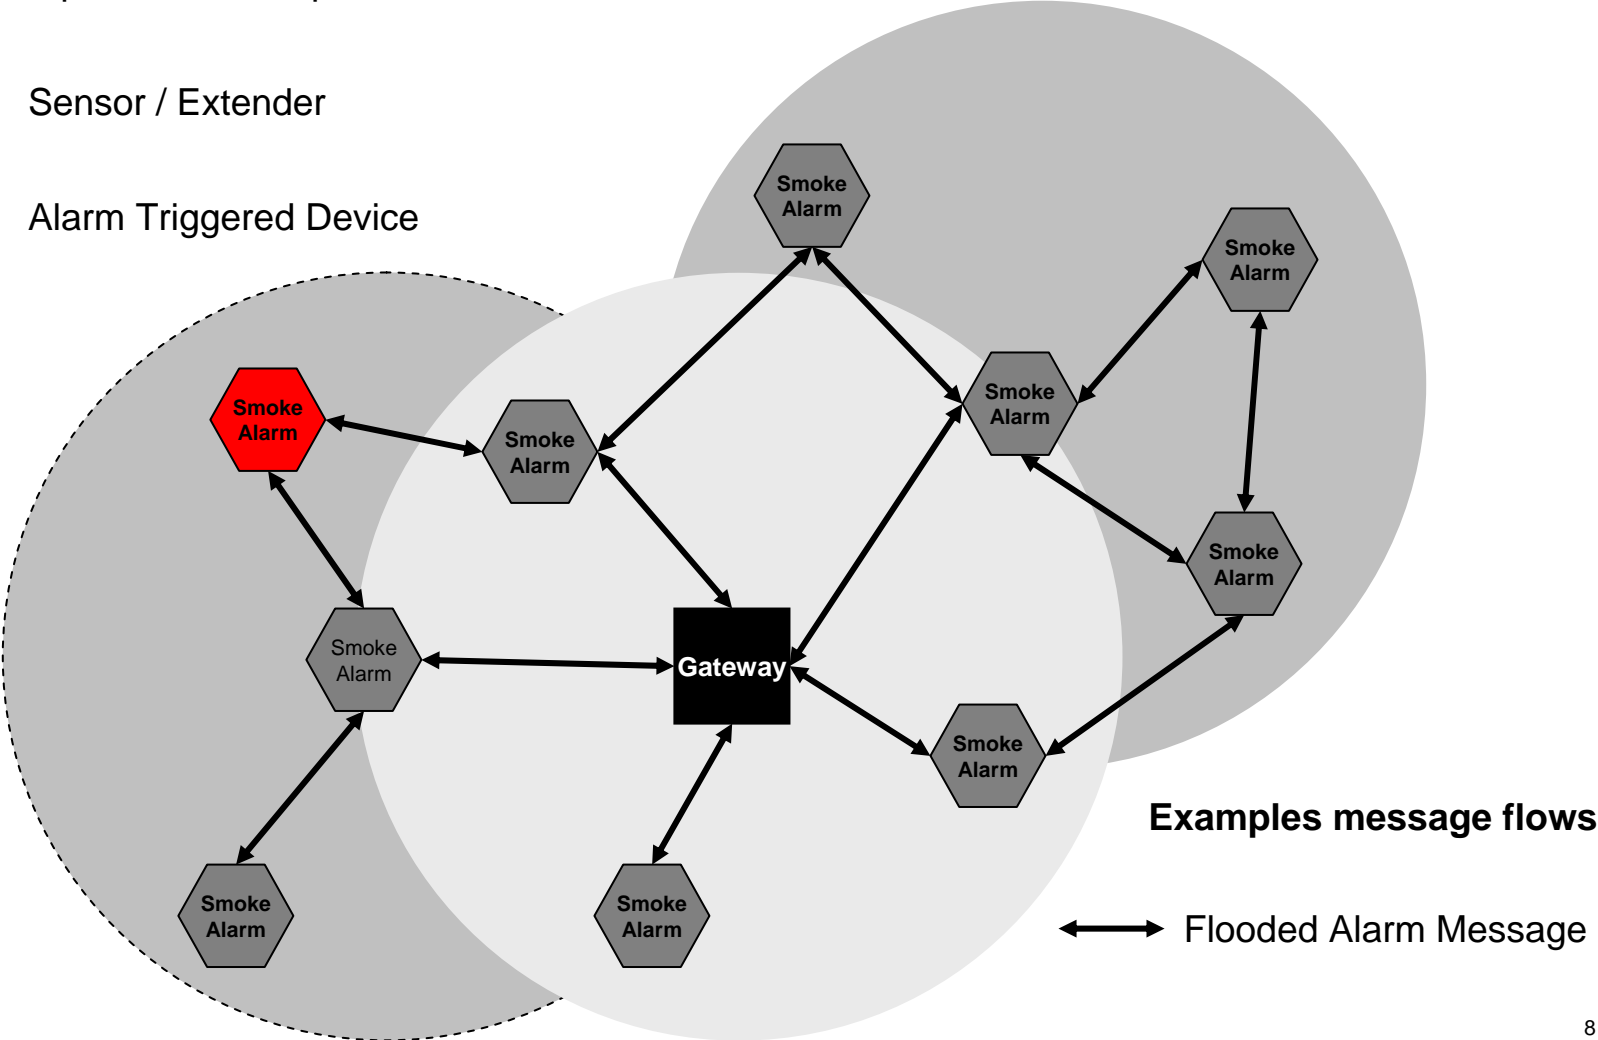 Sensor / Extender
Alarm Triggered Device
Smoke
Alarm
Smoke
Alarm
Smoke
Alarm
Smoke
Alarm
Smoke
Alarm
Smoke
Alarm
Smoke
Alarm
Smoke
Alarm
Gateway
Smoke
Alarm
Examples message flows
Smoke
Alarm
Smoke
Alarm
Flooded Alarm Message
8